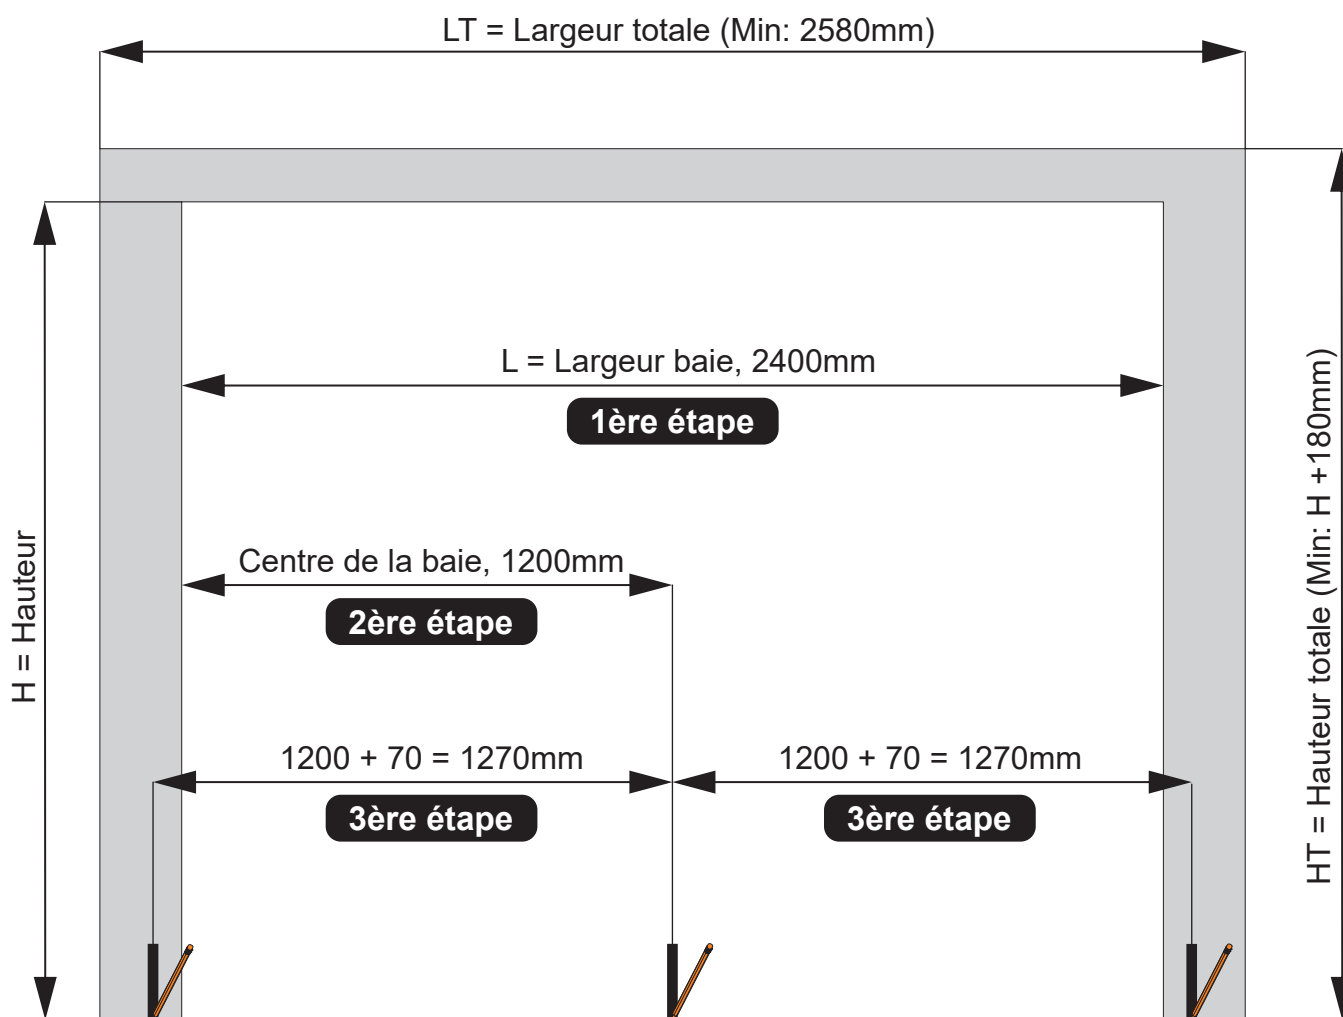 LT = Largeur totale (Min: 2580mm)
L = Largeur baie, 2400mm
1ère étape
H = Hauteur
HT = Hauteur totale (Min: H +180mm)
Centre de la baie, 1200mm
2ère étape
1200 + 70 = 1270mm
3ère étape
1200 + 70 = 1270mm
3ère étape